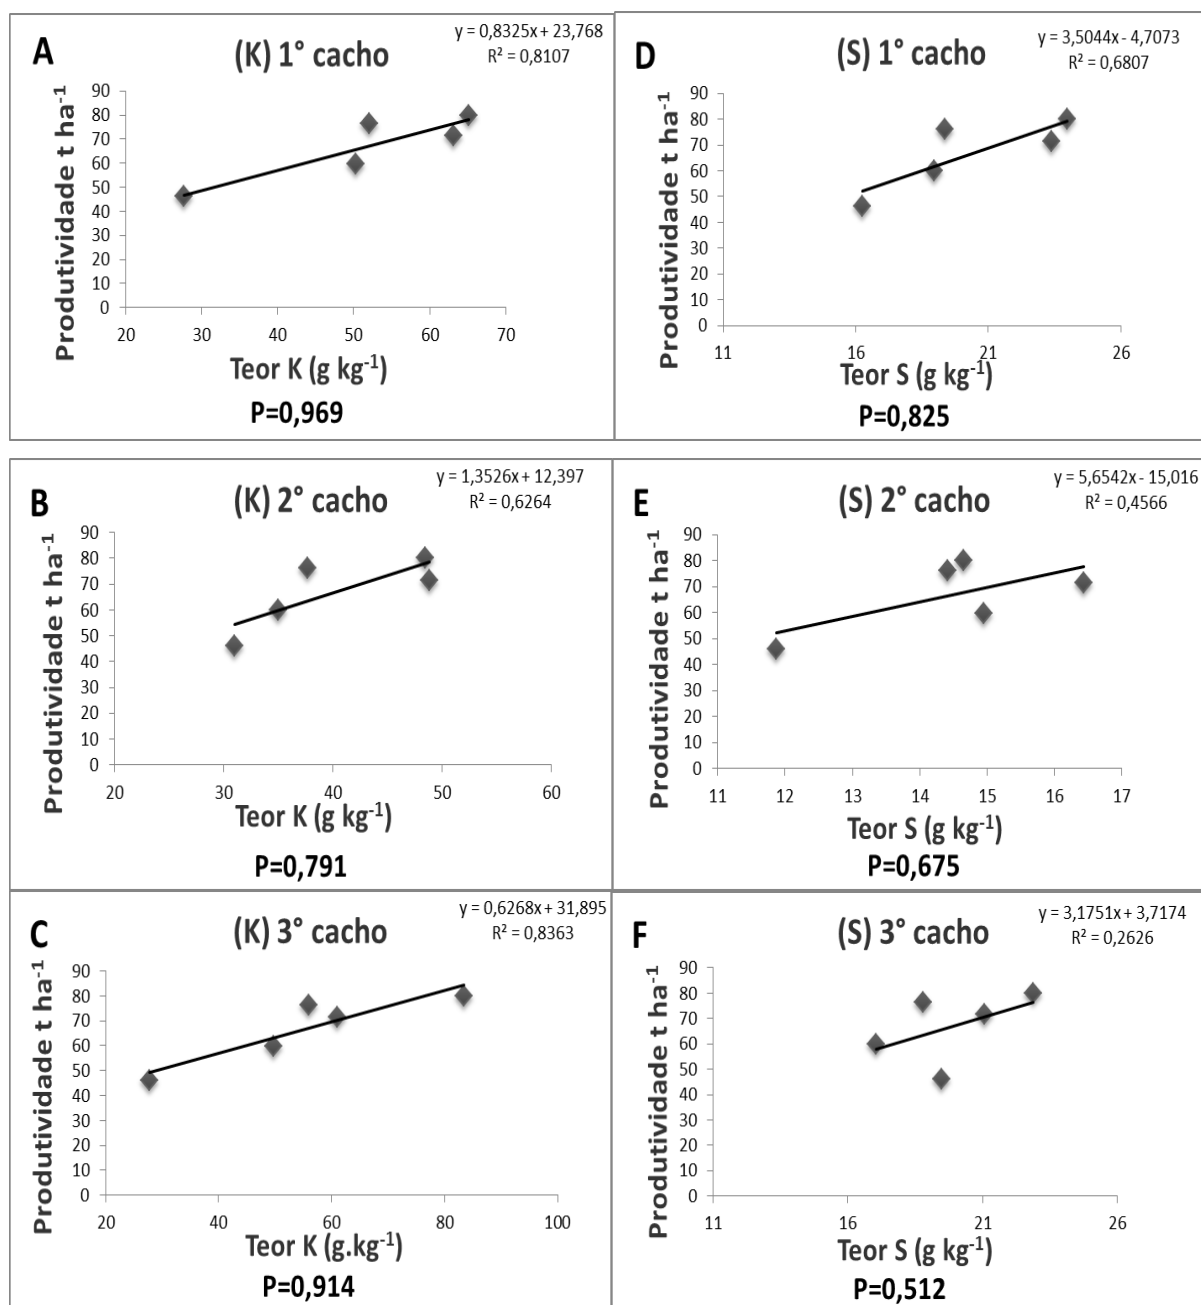 A
(K) 1° cacho
y = 0,8325x + 23,768
R² = 0,8107
Produtividade t ha⁻¹
90
80
70
60
50
40
30
20
10
0
20 30 40 50 60 70
Teor K (g kg⁻¹)
P=0,969
D
(S) 1° cacho
y = 3,5044x - 4,7073
R² = 0,6807
Produtividade t ha⁻¹
90
80
70
60
50
40
30
20
10
0
11 16 21 26
Teor S (g kg⁻¹)
P=0,825
B
(K) 2° cacho
y = 1,3526x + 12,397
R² = 0,6264
Produtividade t ha⁻¹
90
80
70
60
50
40
30
20
10
0
20 30 40 50 60
Teor K (g kg⁻¹)
P=0,791
E
(S) 2° cacho
y = 5,6542x - 15,016
R² = 0,4566
Produtividade t ha⁻¹
90
80
70
60
50
40
30
20
10
0
11 12 13 14 15 16 17
Teor S (g kg⁻¹)
P=0,675
C
(K) 3° cacho
y = 0,6268x + 31,895
R² = 0,8363
Produtividade t ha⁻¹
90
80
70
60
50
40
30
20
10
0
20 40 60 80 100
Teor K (g.kg⁻¹)
P=0,914
F
(S) 3° cacho
y = 3,1751x + 3,7174
R² = 0,2626
Produtividade t ha⁻¹
90
80
70
60
50
40
30
20
10
0
11 16 21 26
Teor S (g kg⁻¹)
P=0,512